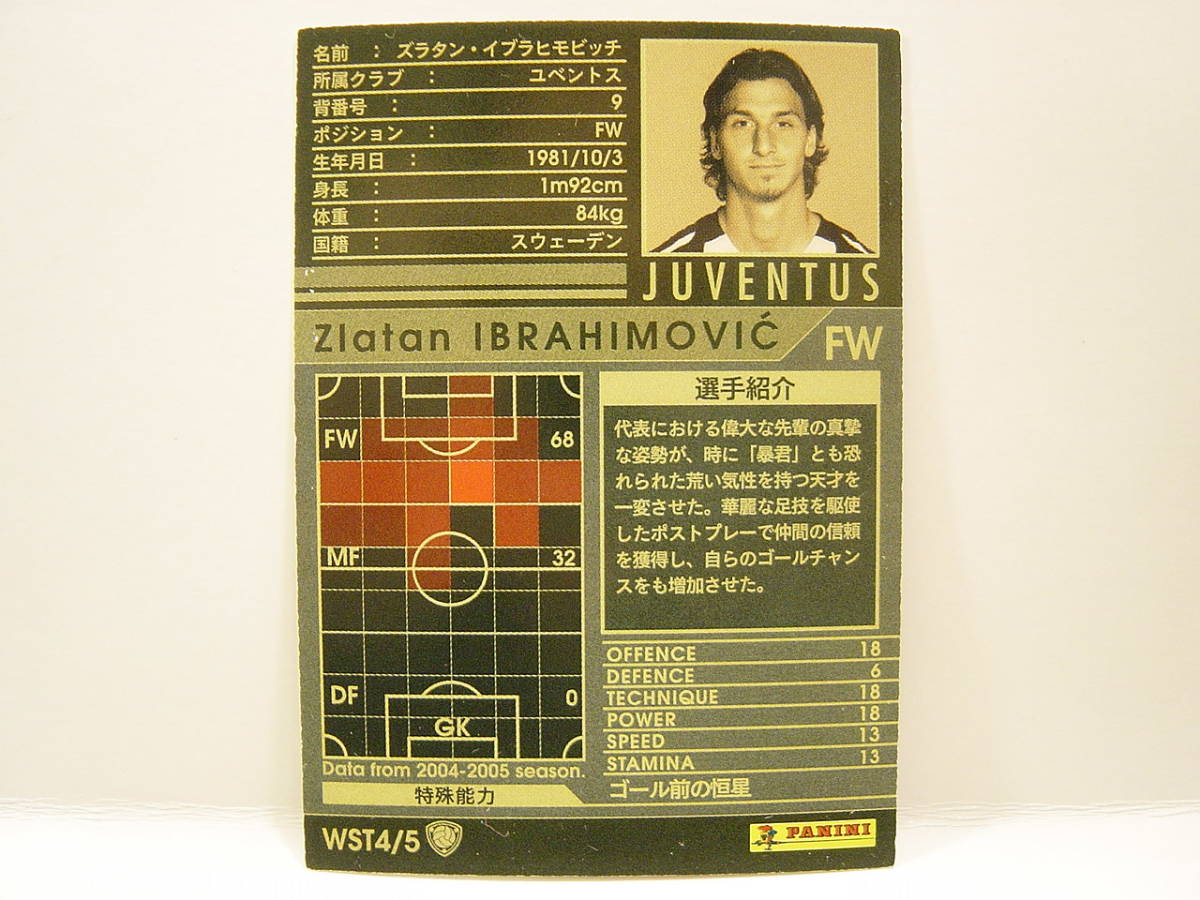 名前 : ズラタン・イブラヒモビッチ
所属クラブ : ユベントス
背番号 : 9
ポジション : FW
生年月日 : 1981/10/3
身長 : 1m92cm
体重 : 84kg
国籍 : スウェーデン
JUVENTUS
Zlatan IBRAHIMOVIĆ
FW
FW 68
MF 32
DF 0
GK
Data from 2004-2005 season.
選手紹介
代表における偉大な先輩の真摯
な姿勢が、時に「暴君」とも恐
れられた荒い気性を持つ天才を
一変させた。華麗な足技を駆使
したポストプレーで仲間の信頼
を獲得し、自らのゴールチャン
スをも増加させた。
OFFENCE 18
DEFENCE 6
TECHNIQUE 18
POWER 18
SPEED 13
STAMINA 13
特殊能力 ゴール前の恒星
WST4/5
PANINI